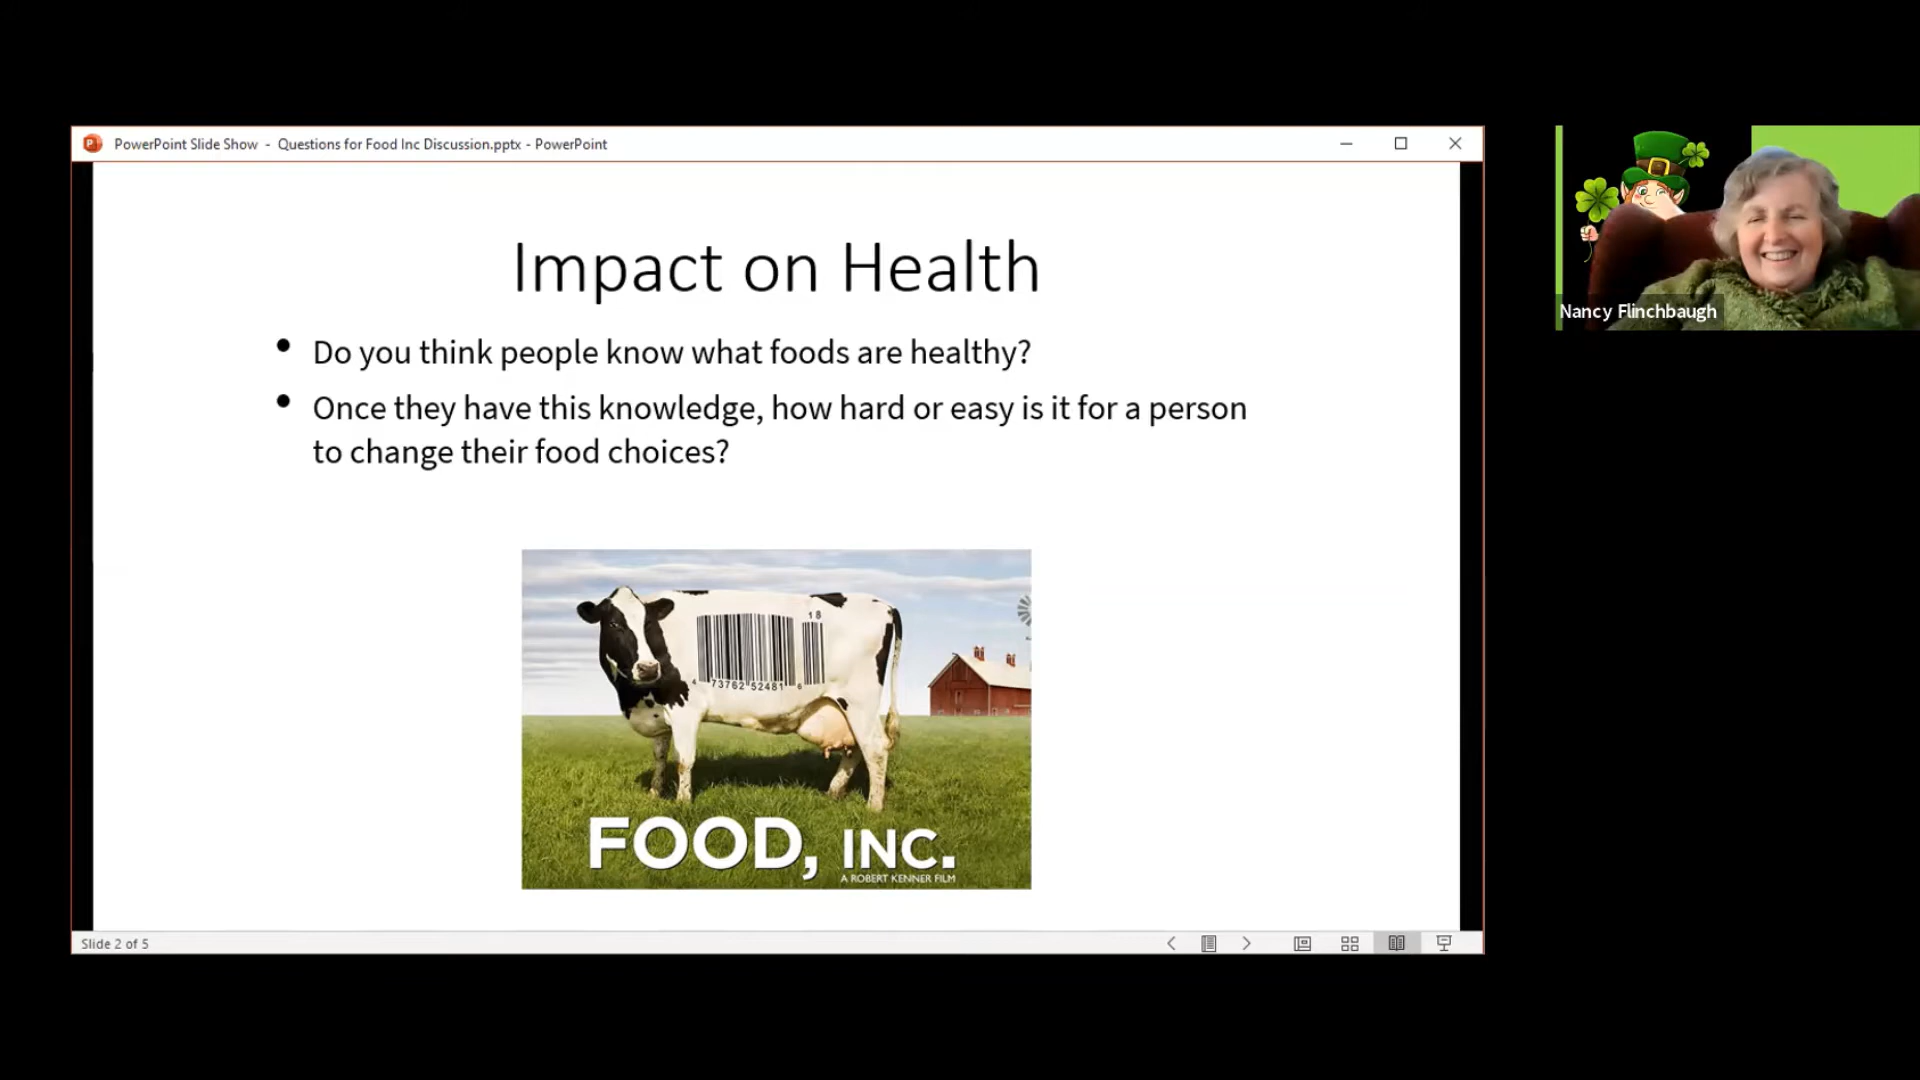 PowerPoint Slide Show - Questions for Food Inc Discussion.pptx - PowerPoint
Impact on Health
• Do you think people know what foods are healthy?
• Once they have this knowledge, how hard or easy is it for a person
to change their food choices?
18
4 73762 52481 6
FOOD, INC.
A ROBERT KENNER FILM
Slide 2 of 5
Nancy Flinchbaugh